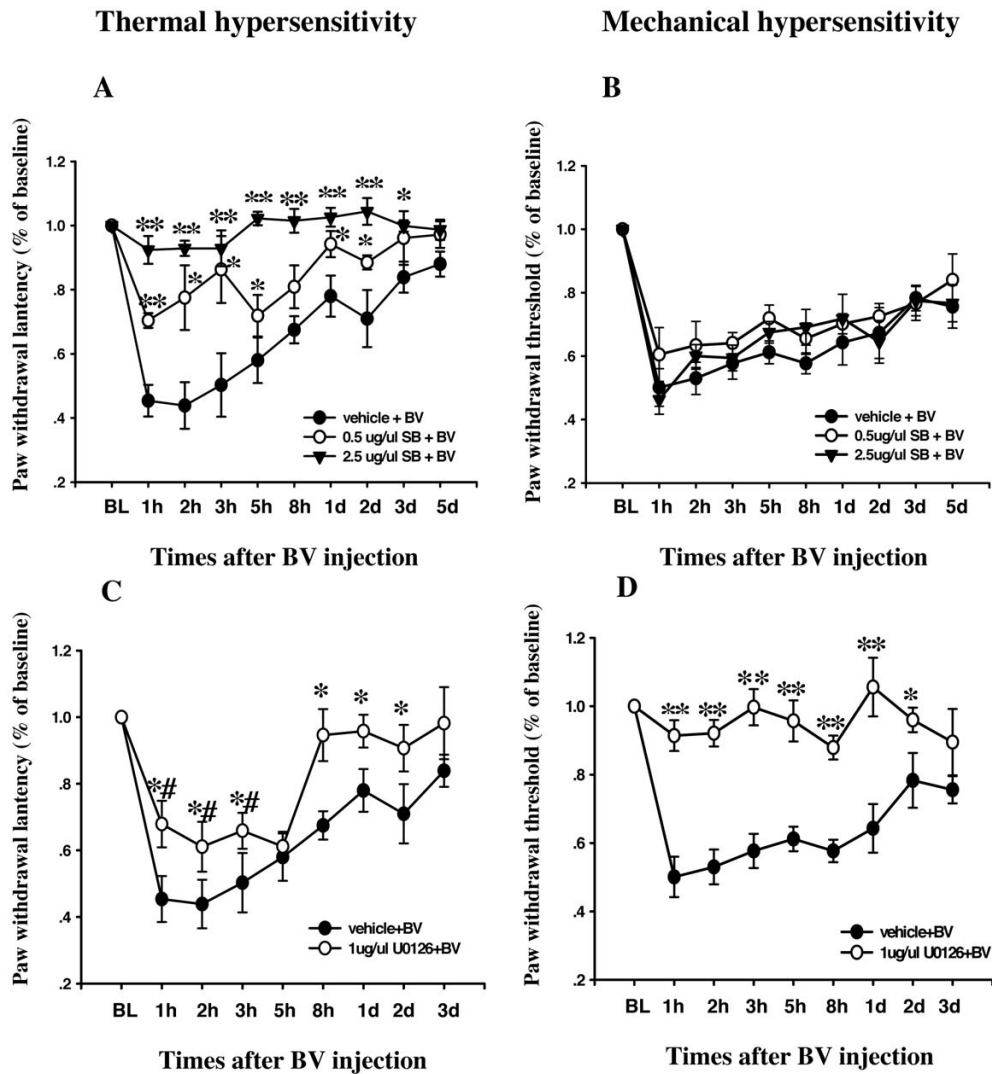 Thermal hypersensitivity
Mechanical hypersensitivity
A
Paw withdrawal lantency (% of baseline)
1.2
1.0
.8
.6
.4
.2
** ** ** ** ** ** ** *
** * * * * *
vehicle + BV
0.5 ug/ul SB + BV
2.5 ug/ul SB + BV
BL 1h 2h 3h 5h 8h 1d 2d 3d 5d
Times after BV injection
B
Paw withdrawal threshold (% of baseline)
1.2
1.0
.8
.6
.4
.2
vehicle + BV
0.5ug/ul SB + BV
2.5ug/ul SB + BV
BL 1h 2h 3h 5h 8h 1d 2d 3d 5d
Times after BV injection
C
Paw withdrawal lantency (% of baseline)
1.2
1.0
.8
.6
.4
.2
*# *# *# * * *
vehicle+BV
1ug/ul U0126+BV
BL 1h 2h 3h 5h 8h 1d 2d 3d
Times after BV injection
D
Paw withdrawal threshold (% of baseline)
1.2
1.0
.8
.6
.4
.2
** ** ** ** ** ** *
vehicle+BV
1ug/ul U0126+BV
BL 1h 2h 3h 5h 8h 1d 2d 3d
Times after BV injection